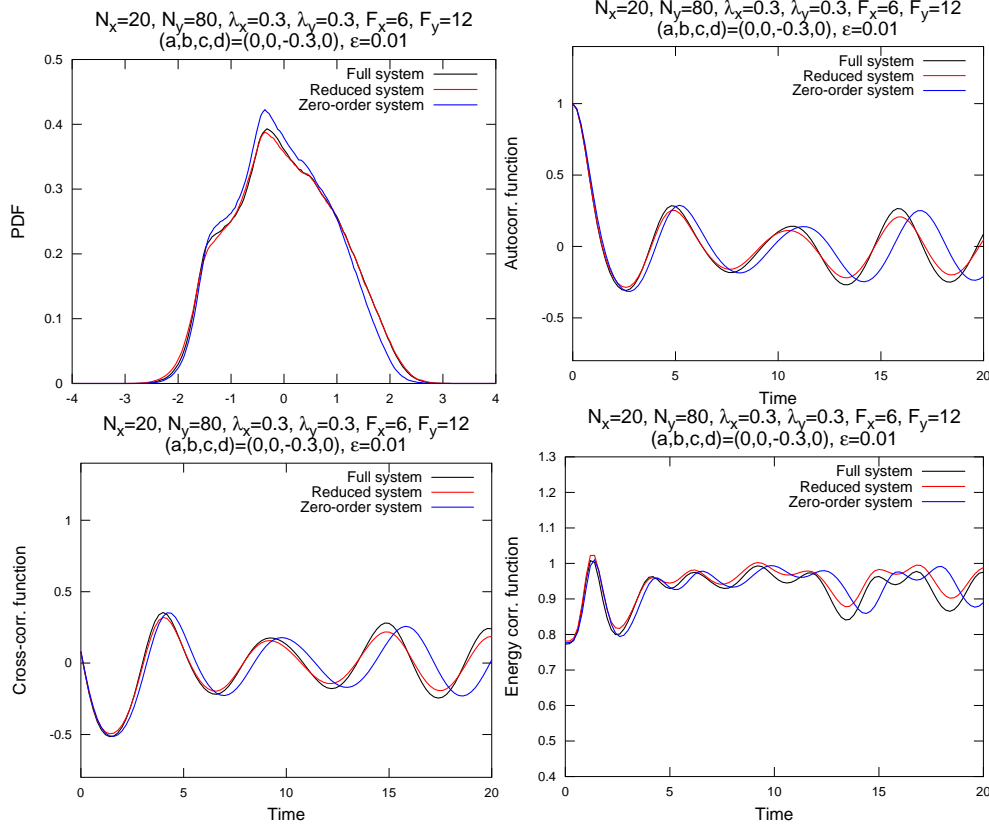 N_x=20, N_y=80, λ_x=0.3, λ_y=0.3, F_x=6, F_y=12
(a,b,c,d)=(0,0,-0.3,0), ε=0.01
Full system
Reduced system
Zero-order system
PDF
0.5
0.4
0.3
0.2
0.1
0
-4 -3 -2 -1 0 1 2 3 4
N_x=20, N_y=80, λ_x=0.3, λ_y=0.3, F_x=6, F_y=12
(a,b,c,d)=(0,0,-0.3,0), ε=0.01
Full system
Reduced system
Zero-order system
Autocorr. function
1
0.5
0
-0.5
0 5 10 15 20
Time
N_x=20, N_y=80, λ_x=0.3, λ_y=0.3, F_x=6, F_y=12
(a,b,c,d)=(0,0,-0.3,0), ε=0.01
Full system
Reduced system
Zero-order system
Cross-corr. function
1
0.5
0
-0.5
0 5 10 15 20
Time
N_x=20, N_y=80, λ_x=0.3, λ_y=0.3, F_x=6, F_y=12
(a,b,c,d)=(0,0,-0.3,0), ε=0.01
Full system
Reduced system
Zero-order system
Energy corr. function
1.3
1.2
1.1
1
0.9
0.8
0.7
0.6
0.5
0.4
0 5 10 15 20
Time